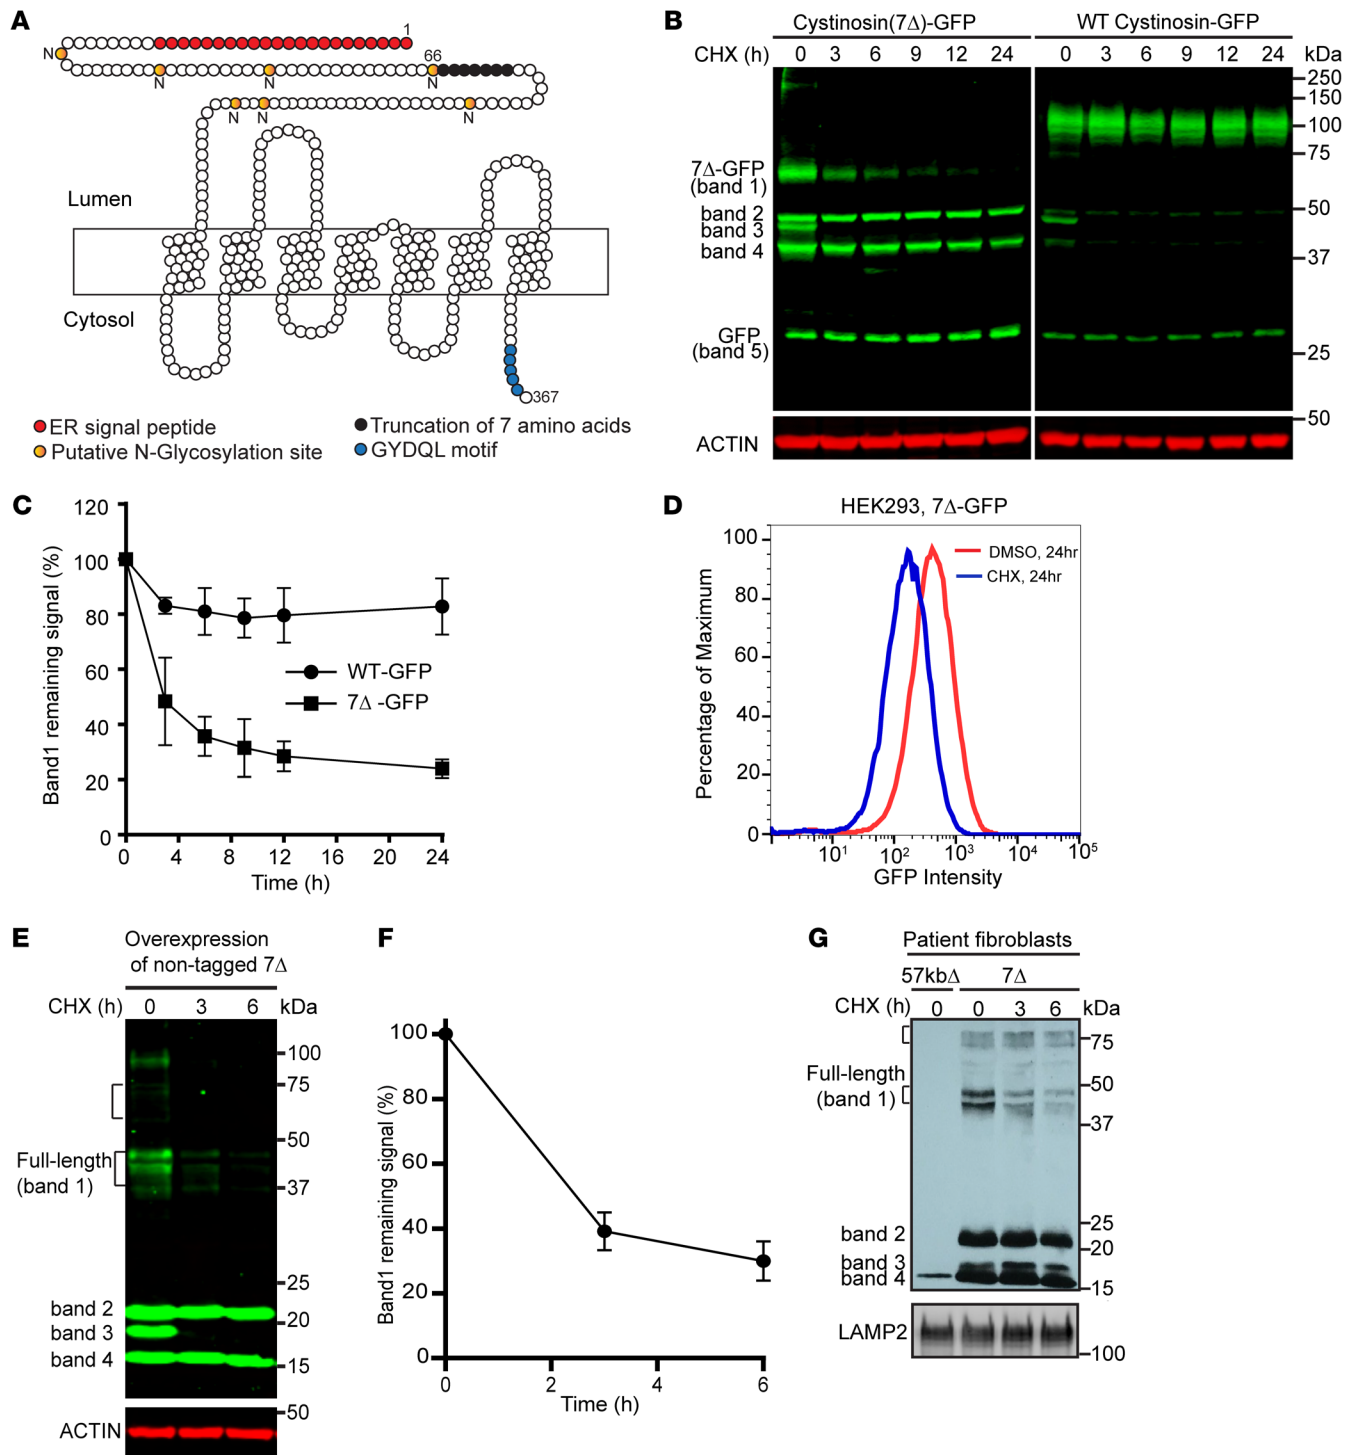 A
1
N
66
N
N
N
N
N
N
Lumen
Cytosol
367
ER signal peptide
Truncation of 7 amino acids
Putative N-Glycosylation site
GYDQL motif
B
Cystinosin(7Δ)-GFP
WT Cystinosin-GFP
CHX (h) 0 3 6 9 12 24 0 3 6 9 12 24 kDa
250
150
100
75
7Δ-GFP
(band 1)
50
band 2
band 3
band 4
37
GFP
(band 5)
25
50
ACTIN
C
Band1 remaining signal (%)
120
100
80
60
40
20
0
WT-GFP
7Δ -GFP
0 4 8 12 16 20 24
Time (h)
D
HEK293, 7Δ-GFP
Percentage of Maximum
100
80
60
40
20
0
DMSO, 24hr
CHX, 24hr
10¹ 10² 10³ 10⁴ 10⁵
GFP Intensity
E
Overexpression
of non-tagged 7Δ
CHX (h) 0 3 6 kDa
100
75
50
Full-length
(band 1)
37
25
band 2
20
band 3
band 4
15
50
ACTIN
F
Band1 remaining signal (%)
100
80
60
40
20
0
0 2 4 6
Time (h)
G
Patient fibroblasts
57kbΔ 7Δ
CHX (h) 0 0 3 6 kDa
75
Full-length
(band 1)
50
37
25
band 2
20
band 3
band 4
15
LAMP2
100